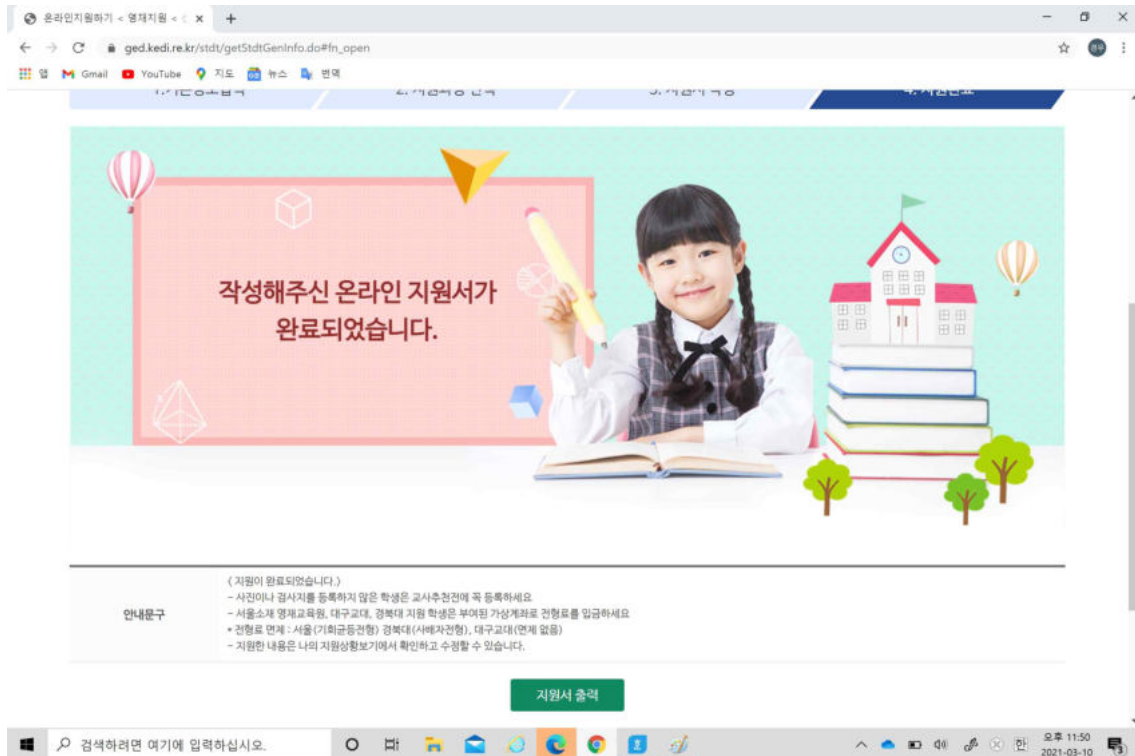 온라인지원하기 < 영재지원 <
ged.kedi.re.kr/stdt/getStdtGenInfo.do#fn_open
경우
앱 Gmail YouTube 지도 뉴스 번역
작성해주신 온라인 지원서가
완료되었습니다.
안내문구
( 지원이 완료되었습니다.)
- 사진이나 검사지를 등록하지 않은 학생은 교사추천전에 꼭 등록하세요
- 서울소재 영재교육원, 대구교대, 경북대 지원 학생은 부여된 가상계좌로 전형료를 입금하세요
* 전형료 면제 : 서울(기회균등전형) 경북대(사배자전형), 대구교대(면제 없음)
- 지원한 내용은 나의 지원상황보기에서 확인하고 수정할 수 있습니다.
지원서 출력
검색하려면 여기에 입력하십시오.
한
오후 11:50
2021-03-10